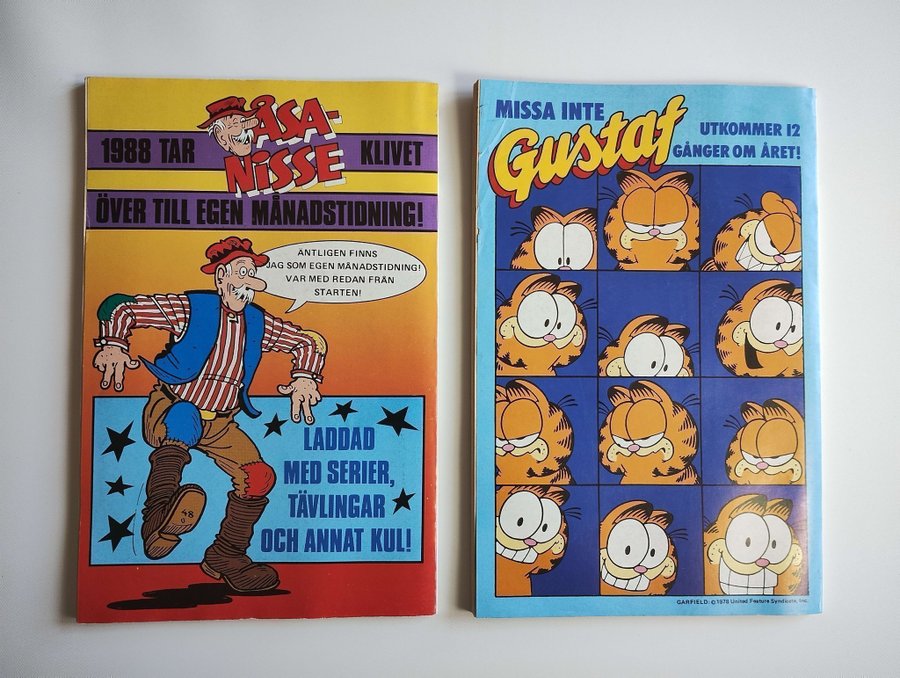 1988 TAR ÅSA-NISSE KLIVET
ÖVER TILL EGEN MÅNADSTIDNING!
ÄNTLIGEN FINNS
JAG SOM EGEN MÅNADSTIDNING!
VAR MED REDAN FRÅN
STARTEN!
LADDAD
MED SERIER,
TÄVLINGAR
OCH ANNAT KUL!
48
MISSA INTE
Gustaf
UTKOMMER 12
GÅNGER OM ÅRET!
GARFIELD: © 1978 United Feature Syndicate, Inc.